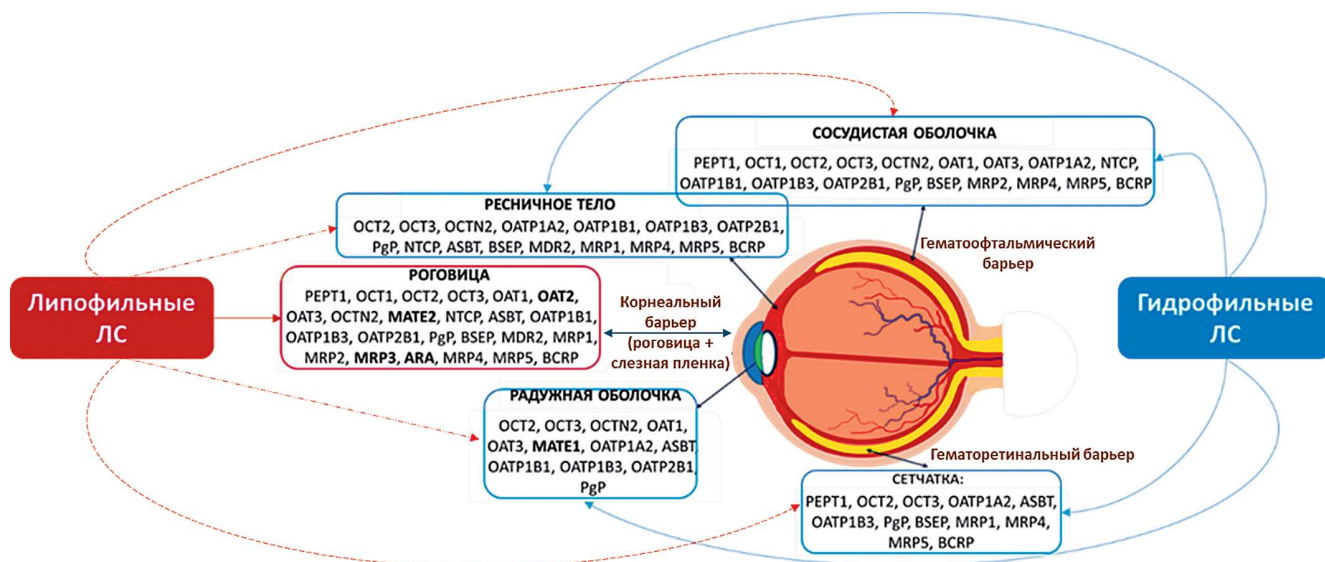 СОСУДИСТАЯ ОБОЛОЧКА
PEPT1, OCT1, OCT2, OCT3, OCTN2, OAT1, OAT3, OATP1A2, NTCP,
OATP1B1, OATP1B3, OATP2B1, PgP, BSEP, MRP2, MRP4, MRP5, BCRP
РЕСНИЧНОЕ ТЕЛО
OCT2, OCT3, OCTN2, OATP1A2, OATP1B1, OATP1B3, OATP2B1,
PgP, NTCP, ASBT, BSEP, MDR2, MRP1, MRP4, MRP5, BCRP
Гематоофтальмический
барьер
Липофильные
ЛС
РОГОВИЦА
PEPT1, OCT1, OCT2, OCT3, OAT1, OAT2,
OAT3, OCTN2, MATE2, NTCP, ASBT, OATP1B1,
OATP1B3, OATP2B1, PgP, BSEP, MDR2, MRP1,
MRP2, MRP3, ARA, MRP4, MRP5, BCRP
Корнеальный
барьер
(роговица +
слезная пленка)
Гидрофильные
ЛС
РАДУЖНАЯ ОБОЛОЧКА
OCT2, OCT3, OCTN2, OAT1,
OAT3, MATE1, OATP1A2, ASBT,
OATP1B1, OATP1B3, OATP2B1,
PgP
Гематоретинальный барьер
СЕТЧАТКА:
PEPT1, OCT2, OCT3, OATP1A2, ASBT,
OATP1B3, PgP, BSEP, MRP1, MRP4,
MRP5, BCRP